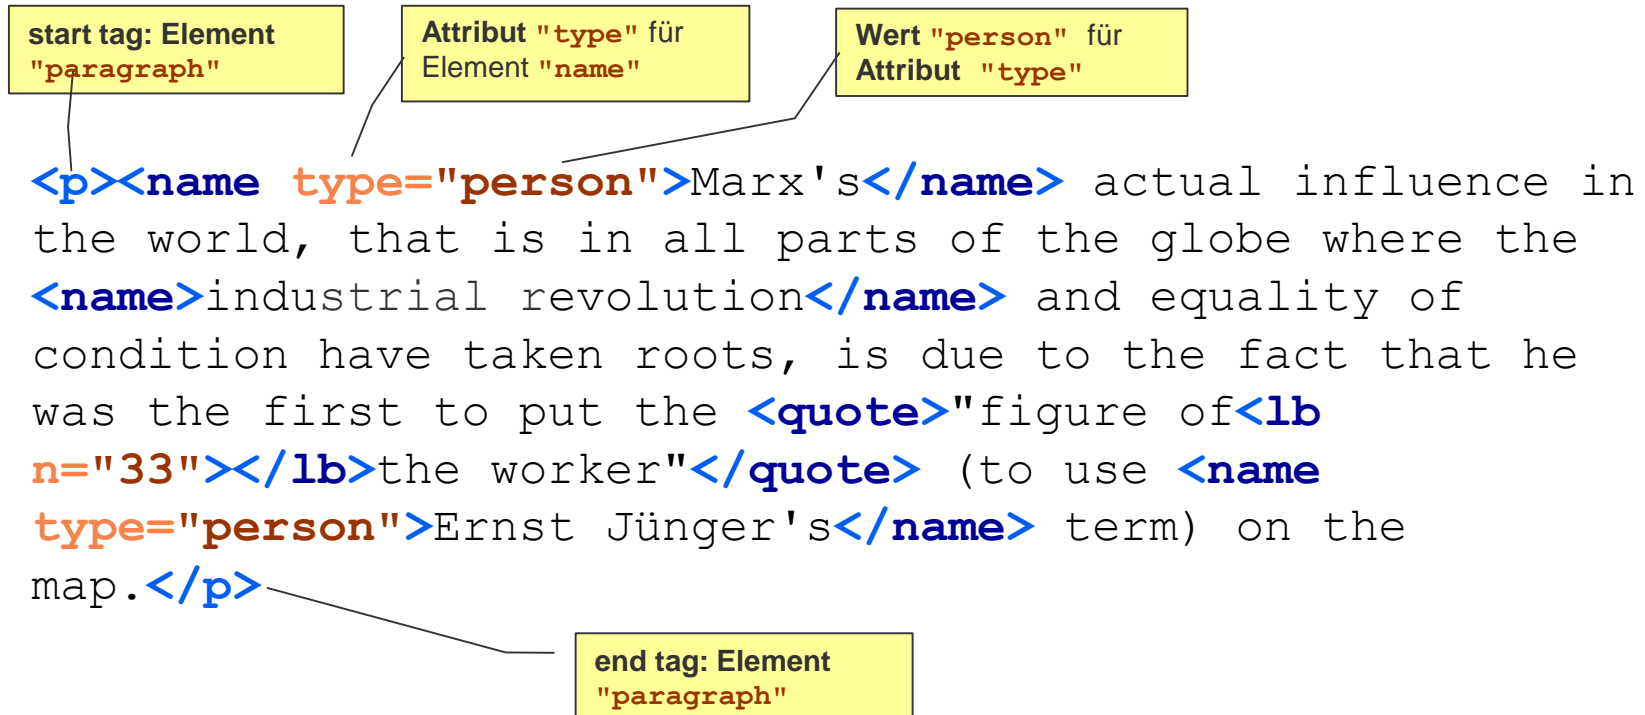 start tag: Element
"paragraph"
Attribut "type" für
Element "name"
Wert "person" für
Attribut "type"
<p><name type="person">Marx's</name> actual influence in
the world, that is in all parts of the globe where the
<name>industrial revolution</name> and equality of
condition have taken roots, is due to the fact that he
was the first to put the <quote>"figure of<lb
n="33"></lb>the worker"</quote> (to use <name
type="person">Ernst Jünger's</name> term) on the
map.</p>
end tag: Element
"paragraph"